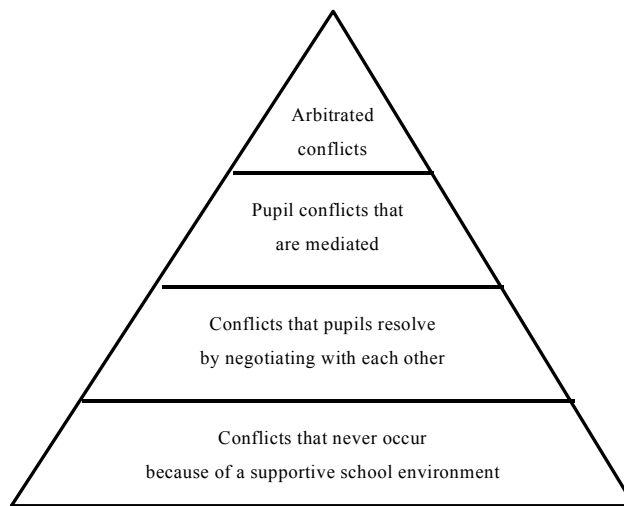 Arbitrated
conflicts
Pupil conflicts that
are mediated
Conflicts that pupils resolve
by negotiating with each other
Conflicts that never occur
because of a supportive school environment